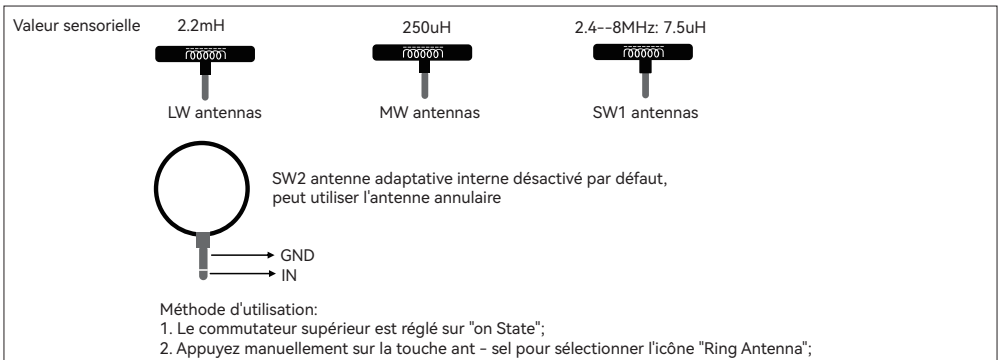 Valeur sensorielle 2.2mH 250uH 2.4--8MHz: 7.5uH
LW antennas MW antennas SW1 antennas
SW2 antenne adaptative interne désactivé par défaut,
peut utiliser l'antenne annulaire
GND
IN
Méthode d'utilisation:
1. Le commutateur supérieur est réglé sur "on State";
2. Appuyez manuellement sur la touche ant - sel pour sélectionner l'icône "Ring Antenna";